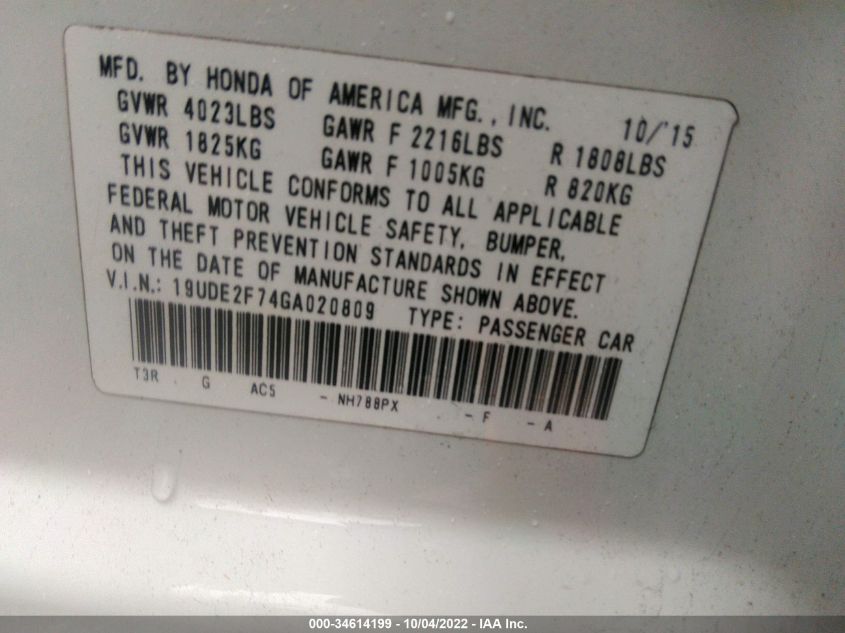 MFD. BY HONDA OF AMERICA MFG., INC. 10/'15
GVWR 4023LBS GAWR F 2216LBS R 1808LBS
GVWR 1825KG GAWR F 1005KG R 820KG
THIS VEHICLE CONFORMS TO ALL APPLICABLE
FEDERAL MOTOR VEHICLE SAFETY, BUMPER,
AND THEFT PREVENTION STANDARDS IN EFFECT
ON THE DATE OF MANUFACTURE SHOWN ABOVE.
V.I.N.: 19UDE2F74GA020809 TYPE: PASSENGER CAR
T3R G AC5 - NH788PX - F - A
000-34614199 - 10/04/2022 - IAA Inc.